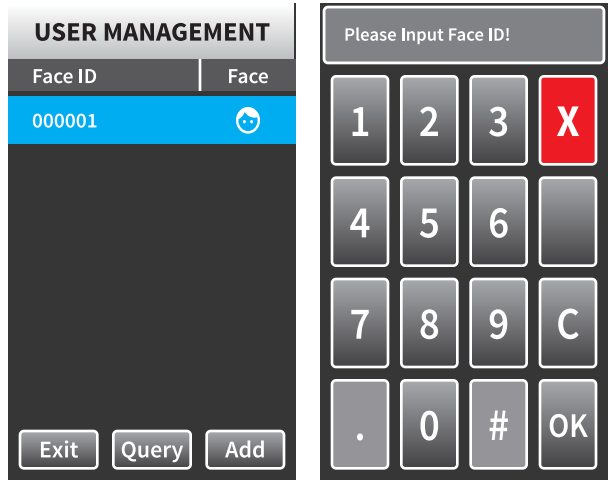 USER MANAGEMENT
Face ID Face
000001
Exit Query Add
Please Input Face ID!
1 2 3 X
4 5 6
7 8 9 C
. 0 # OK